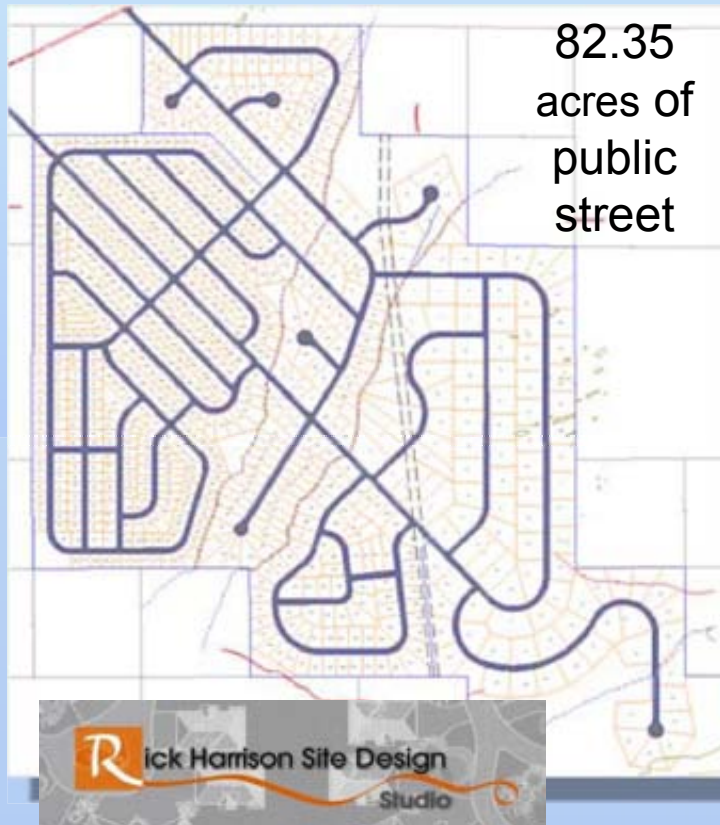 82.35
acres of
public
street
Rick Harrison Site Design
Studio